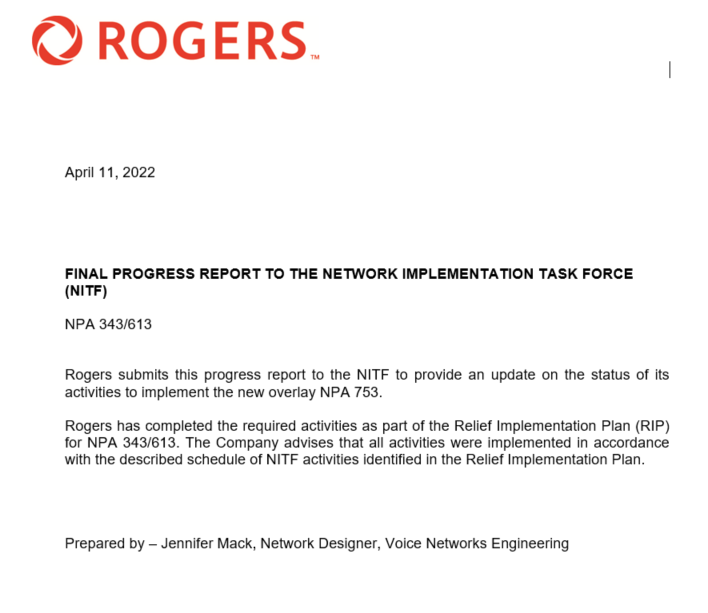 ROGERS™
April 11, 2022
FINAL PROGRESS REPORT TO THE NETWORK IMPLEMENTATION TASK FORCE
(NITF)
NPA 343/613
Rogers submits this progress report to the NITF to provide an update on the status of its
activities to implement the new overlay NPA 753.
Rogers has completed the required activities as part of the Relief Implementation Plan (RIP)
for NPA 343/613. The Company advises that all activities were implemented in accordance
with the described schedule of NITF activities identified in the Relief Implementation Plan.
Prepared by – Jennifer Mack, Network Designer, Voice Networks Engineering